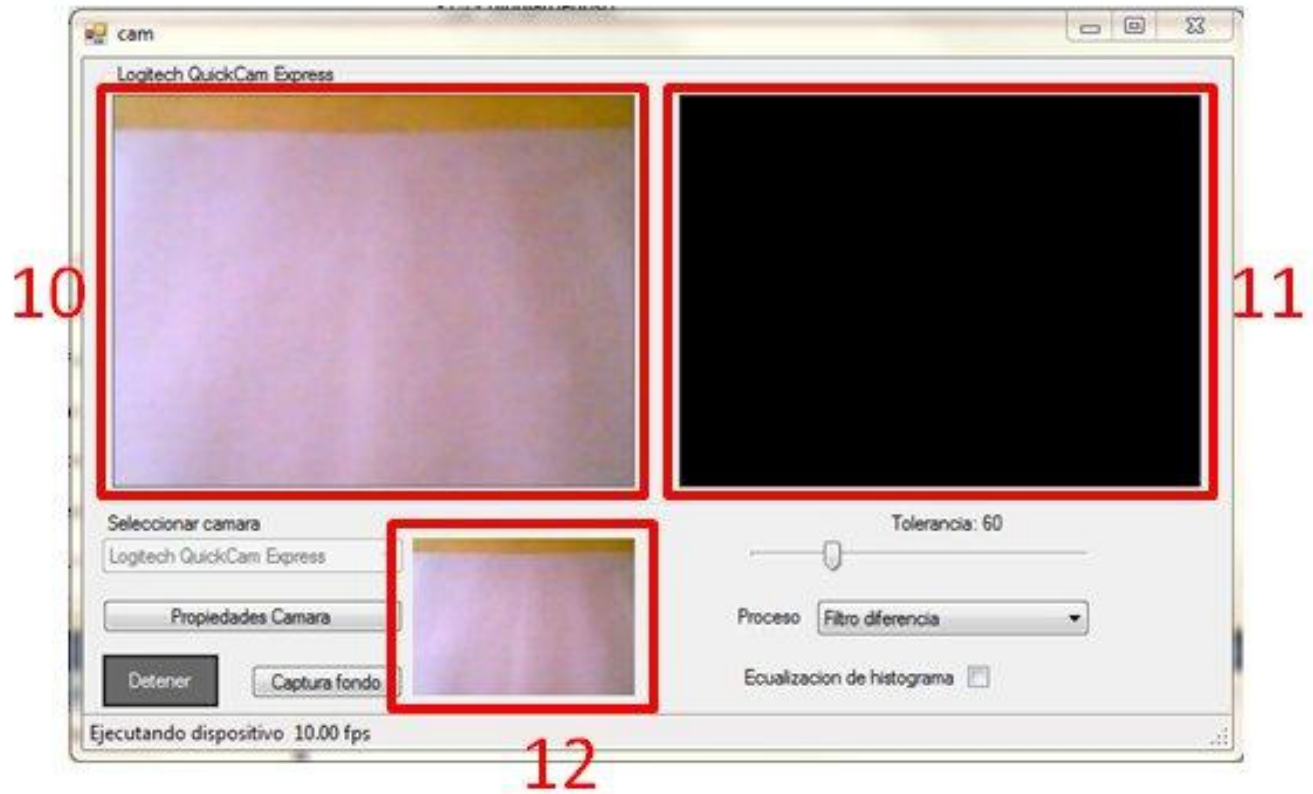 cam
Logitech QuickCam Express
10
11
Seleccionar camara
Tolerancia: 60
Logitech QuickCam Express
Propiedades Camara
Proceso Filtro diferencia
Detener Captura fondo
Ecualizacion de histograma
Ejecutando dispositivo 10.00 fps
12